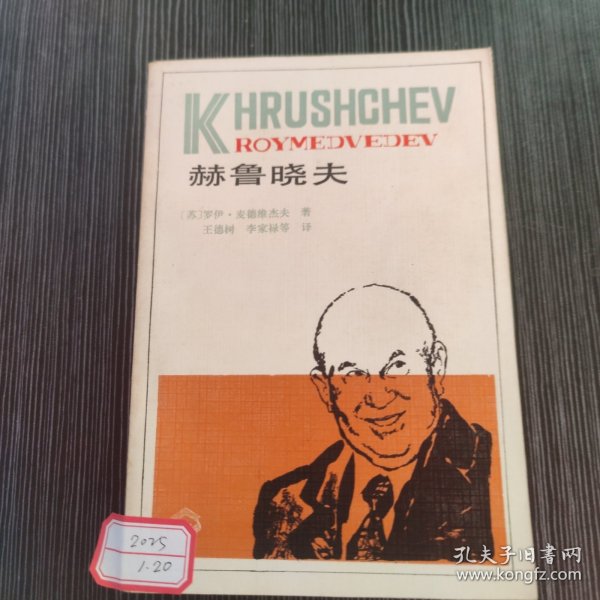 KHRUSHCHEV
ROYMEDVEDEV
赫鲁晓夫
〔苏〕罗伊·麦德维杰夫 著
王德树 李家禄等 译
2025
1.20
孔夫子旧书网
www.kongfz.com